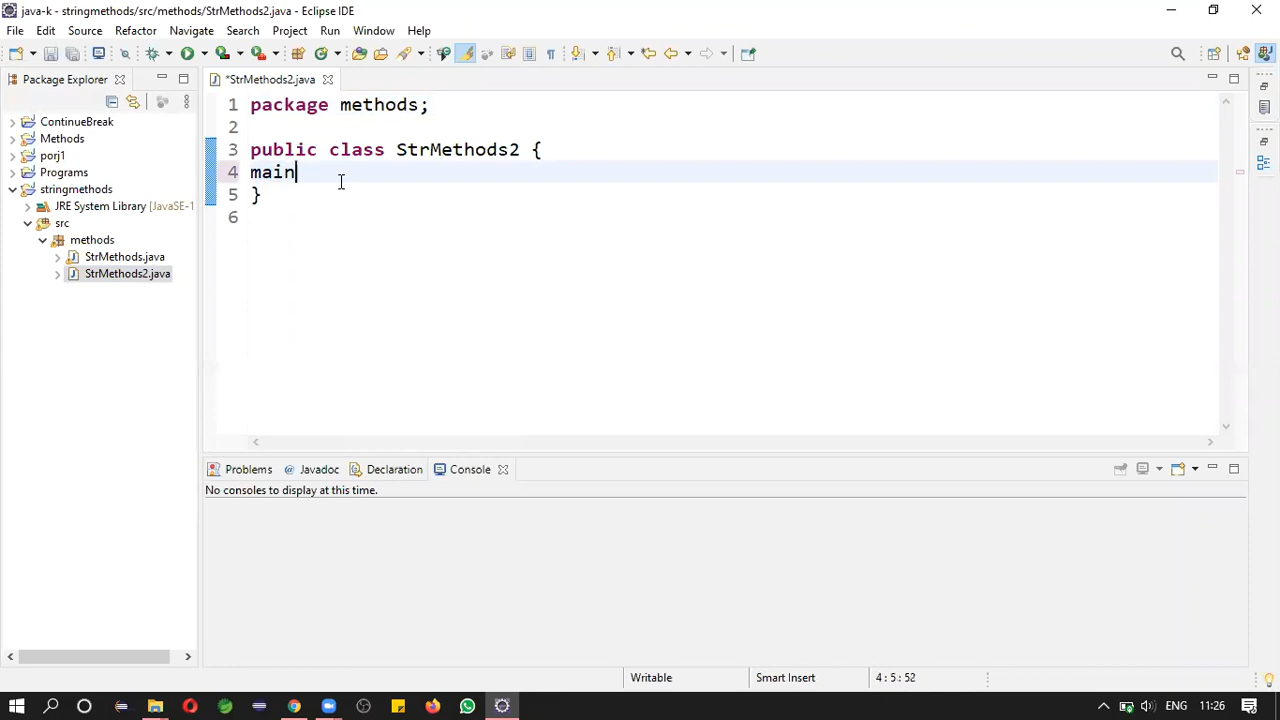 java-k - stringmethods/src/methods/StrMethods2.java - Eclipse IDE
File Edit Source Refactor Navigate Search Project Run Window Help
Package Explorer
*StrMethods2.java
ContinueBreak
Methods
porj1
Programs
stringmethods
JRE System Library [JavaSE-1
src
methods
StrMethods.java
StrMethods2.java
1 package methods;
2
3 public class StrMethods2 {
4 main
5 }
6
Problems @ Javadoc Declaration Console
No consoles to display at this time.
Writable Smart Insert 4 : 5 : 52
ENG 11:26